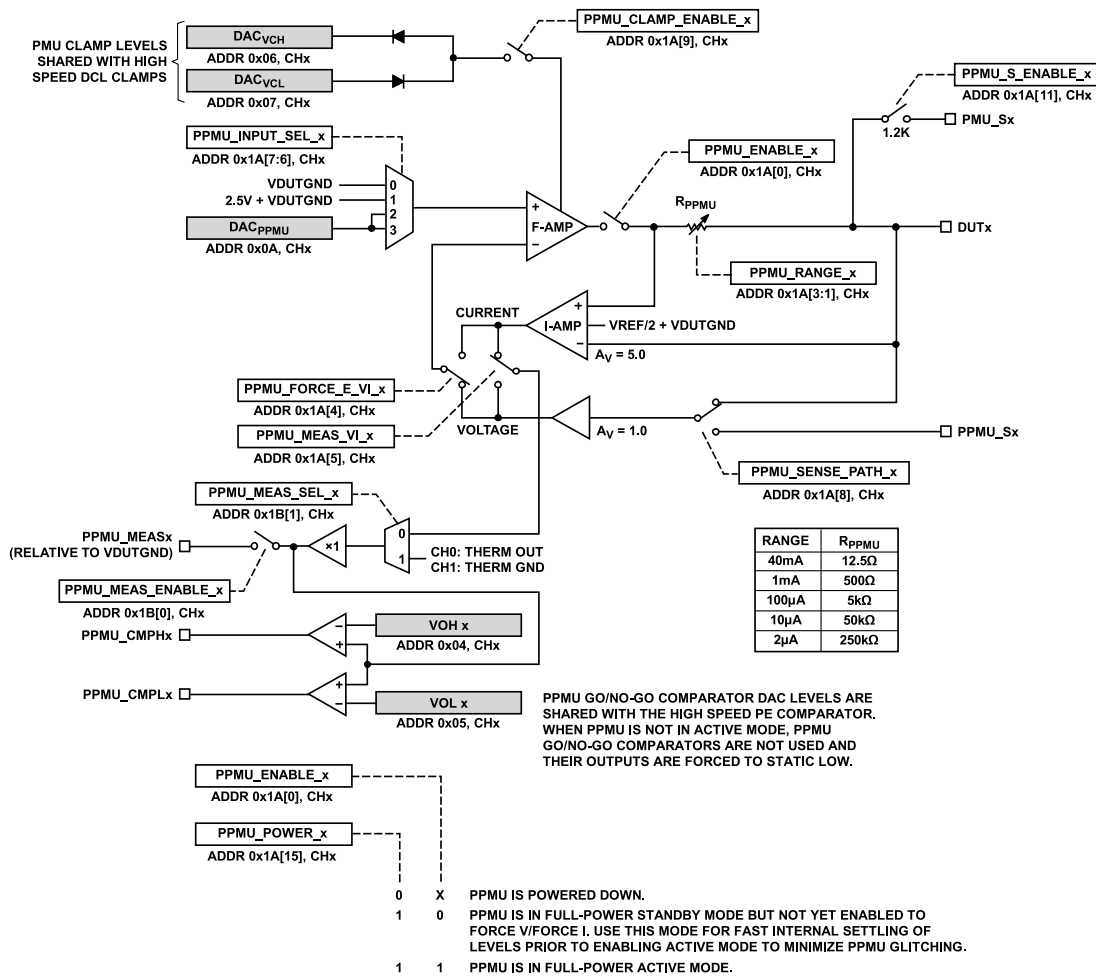 PMU CLAMP LEVELS
SHARED WITH HIGH
SPEED DCL CLAMPS
DACVCH
ADDR 0x06, CHx
DACVCL
ADDR 0x07, CHx
PPMU_CLAMP_ENABLE_x
ADDR 0x1A[9], CHx
PPMU_S_ENABLE_x
ADDR 0x1A[11], CHx
1.2K
PMU_Sx
PPMU_INPUT_SEL_x
ADDR 0x1A[7:6], CHx
VDUTGND
2.5V + VDUTGND
DACPPMU
ADDR 0x0A, CHx
0
1
2
3
+
F-AMP
–
PPMU_ENABLE_x
ADDR 0x1A[0], CHx
RPPMU
DUTx
PPMU_RANGE_x
ADDR 0x1A[3:1], CHx
CURRENT
+
I-AMP
–
VREF/2 + VDUTGND
AV = 5.0
PPMU_FORCE_E_VI_x
ADDR 0x1A[4], CHx
PPMU_MEAS_VI_x
ADDR 0x1A[5], CHx
VOLTAGE
AV = 1.0
PPMU_Sx
PPMU_SENSE_PATH_x
ADDR 0x1A[8], CHx
PPMU_MEAS_SEL_x
ADDR 0x1B[1], CHx
PPMU_MEASx
(RELATIVE TO VDUTGND)
×1
0
1
CH0: THERM OUT
CH1: THERM GND
PPMU_MEAS_ENABLE_x
ADDR 0x1B[0], CHx
RANGE RPPMU
40mA 12.5Ω
1mA 500Ω
100µA 5kΩ
10µA 50kΩ
2µA 250kΩ
PPMU_CMPHx
–
+
VOH x
ADDR 0x04, CHx
PPMU_CMPLx
+
–
VOL x
ADDR 0x05, CHx
PPMU GO/NO-GO COMPARATOR DAC LEVELS ARE
SHARED WITH THE HIGH SPEED PE COMPARATOR.
WHEN PPMU IS NOT IN ACTIVE MODE, PPMU
GO/NO-GO COMPARATORS ARE NOT USED AND
THEIR OUTPUTS ARE FORCED TO STATIC LOW.
PPMU_ENABLE_x
ADDR 0x1A[0], CHx
PPMU_POWER_x
ADDR 0x1A[15], CHx
0 X PPMU IS POWERED DOWN.
1 0 PPMU IS IN FULL-POWER STANDBY MODE BUT NOT YET ENABLED TO
FORCE V/FORCE I. USE THIS MODE FOR FAST INTERNAL SETTLING OF
LEVELS PRIOR TO ENABLING ACTIVE MODE TO MINIMIZE PPMU GLITCHING.
1 1 PPMU IS IN FULL-POWER ACTIVE MODE.